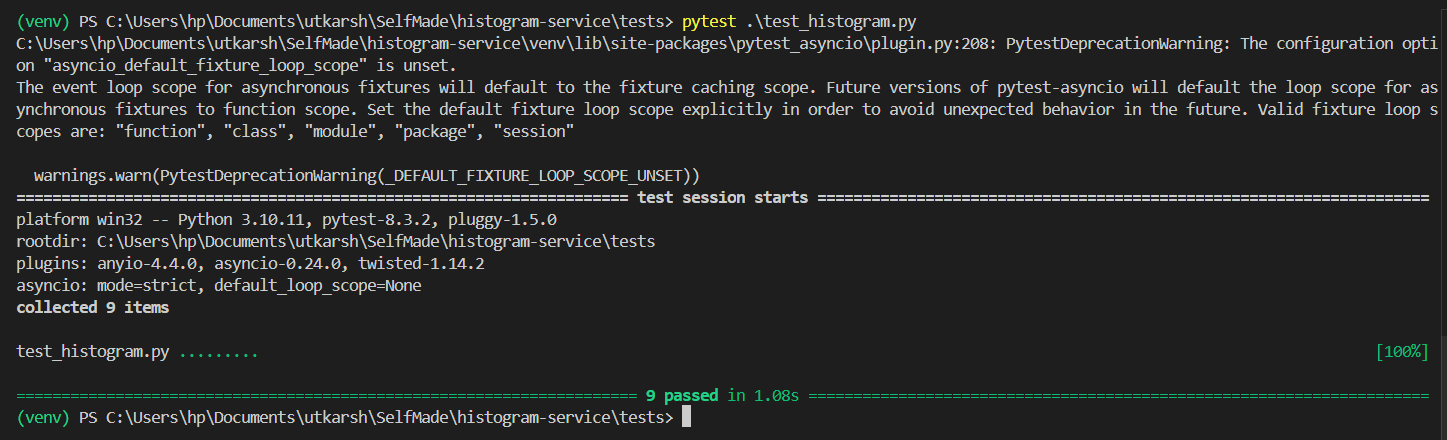 (venv) PS C:\Users\hp\Documents\utkarsh\SelfMade\histogram-service\tests> pytest .\test_histogram.py
C:\Users\hp\Documents\utkarsh\SelfMade\histogram-service\venv\lib\site-packages\pytest_asyncio\plugin.py:208: PytestDeprecationWarning: The configuration opti
on "asyncio_default_fixture_loop_scope" is unset.
The event loop scope for asynchronous fixtures will default to the fixture caching scope. Future versions of pytest-asyncio will default the loop scope for as
ynchronous fixtures to function scope. Set the default fixture loop scope explicitly in order to avoid unexpected behavior in the future. Valid fixture loop s
copes are: "function", "class", "module", "package", "session"
  warnings.warn(PytestDeprecationWarning(_DEFAULT_FIXTURE_LOOP_SCOPE_UNSET))
==================================================================== test session starts ====================================================================
platform win32 -- Python 3.10.11, pytest-8.3.2, pluggy-1.5.0
rootdir: C:\Users\hp\Documents\utkarsh\SelfMade\histogram-service\tests
plugins: anyio-4.4.0, asyncio-0.24.0, twisted-1.14.2
asyncio: mode=strict, default_loop_scope=None
collected 9 items
test_histogram.py ......... [100%]
===================================================================== 9 passed in 1.08s =====================================================================
(venv) PS C:\Users\hp\Documents\utkarsh\SelfMade\histogram-service\tests>